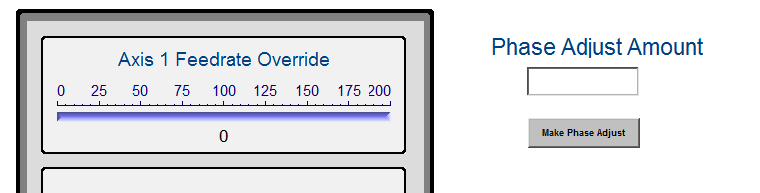 Axis 1 Feedrate Override
0 25 50 75 100 125 150 175 200
0
Phase Adjust Amount
Make Phase Adjust